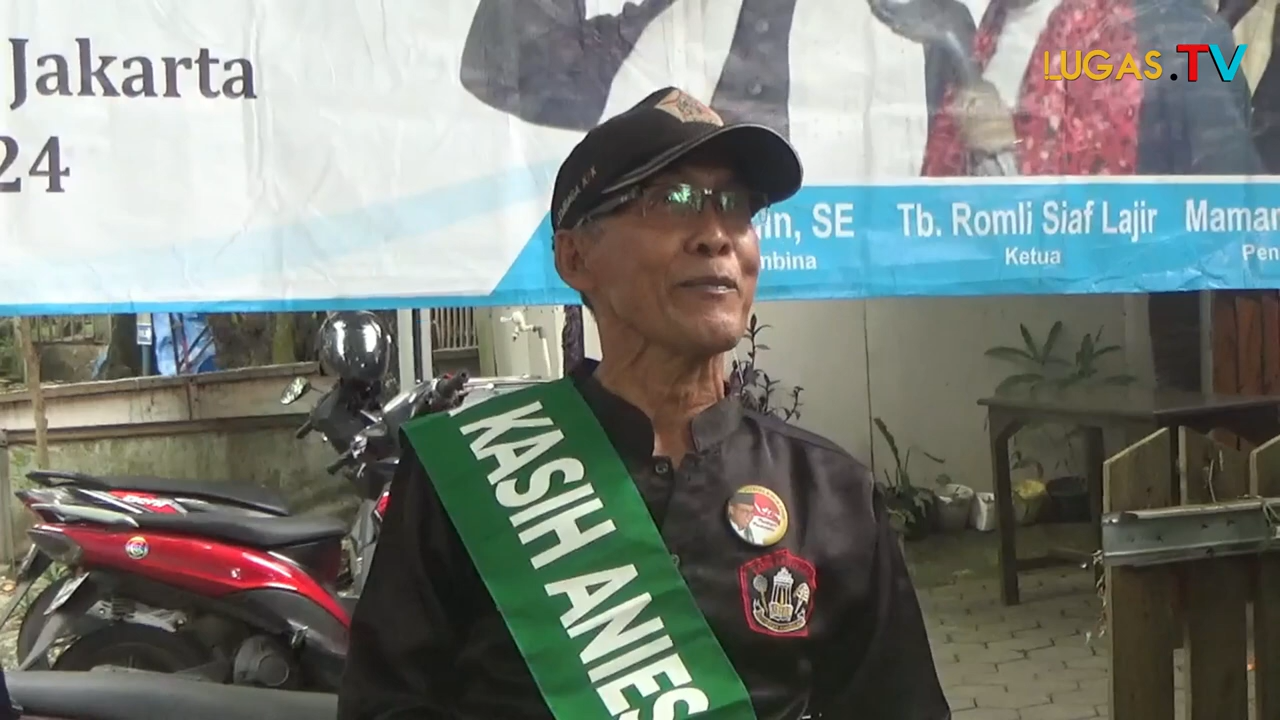 Jakarta
24
LUGAS.TV
in, SE
mbina
Tb. Romli Siaf Lajir
Ketua
Maman
Pen
KASIH ANIES